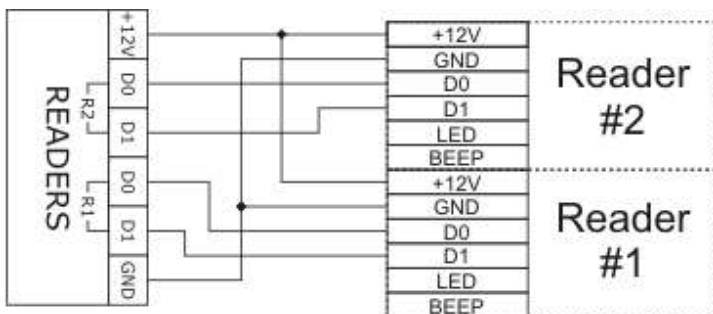 READERS
R2
R1
+12V
D0
D1
D0
D1
GND
+12V
GND
D0
D1
LED
BEEP
Reader
#2
+12V
GND
D0
D1
LED
BEEP
Reader
#1